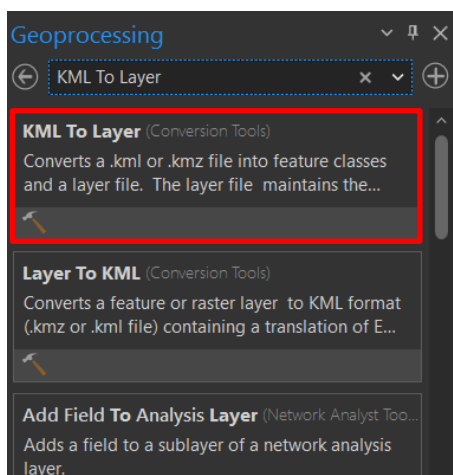 Geoprocessing
KML To Layer
KML To Layer (Conversion Tools)
Converts a .kml or .kmz file into feature classes
and a layer file. The layer file maintains the...
Layer To KML (Conversion Tools)
Converts a feature or raster layer to KML format
(.kmz or .kml file) containing a translation of E...
Add Field To Analysis Layer (Network Analyst Too...
Adds a field to a sublayer of a network analysis
layer.